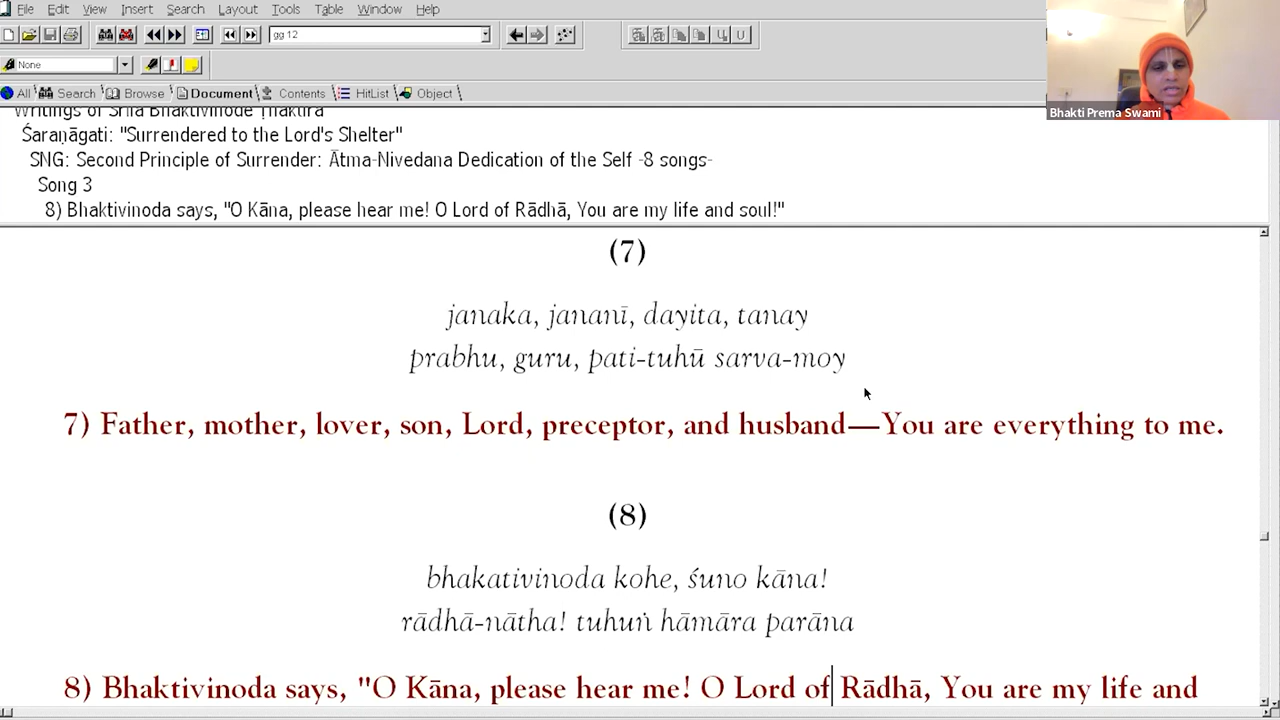 File Edit View Insert Search Layout Tools Table Window Help
gg 12
None
All Search Browse Document Contents HitList Object
Bhakti Prema Swami
Writings of Srila Bhaktivinode Ṭhākura
Śaraṇāgati: "Surrendered to the Lord's Shelter"
SNG: Second Principle of Surrender: Ātma-Nivedana Dedication of the Self -8 songs-
Song 3
8) Bhaktivinoda says, "O Kāna, please hear me! O Lord of Rādhā, You are my life and soul!"
(7)
janaka, jananī, dayita, tanay
prabhu, guru, pati-tuhū sarva-moy
7) Father, mother, lover, son, Lord, preceptor, and husband—You are everything to me.
(8)
bhakativinoda kohe, śuno kāna!
rādhā-nātha! tuhuṅ hāmāra parāna
8) Bhaktivinoda says, "O Kāna, please hear me! O Lord of Rādhā, You are my life and